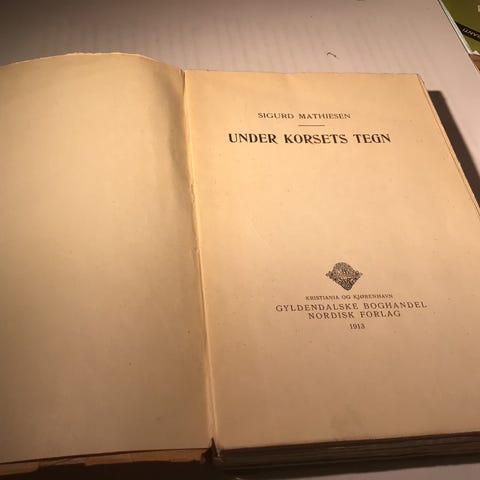 SIGURD MATHIESEN
UNDER KORSETS TEGN
KRISTIANIA OG KJØBENHAVN
GYLDENDALSKE BOGHANDEL
NORDISK FORLAG
1913